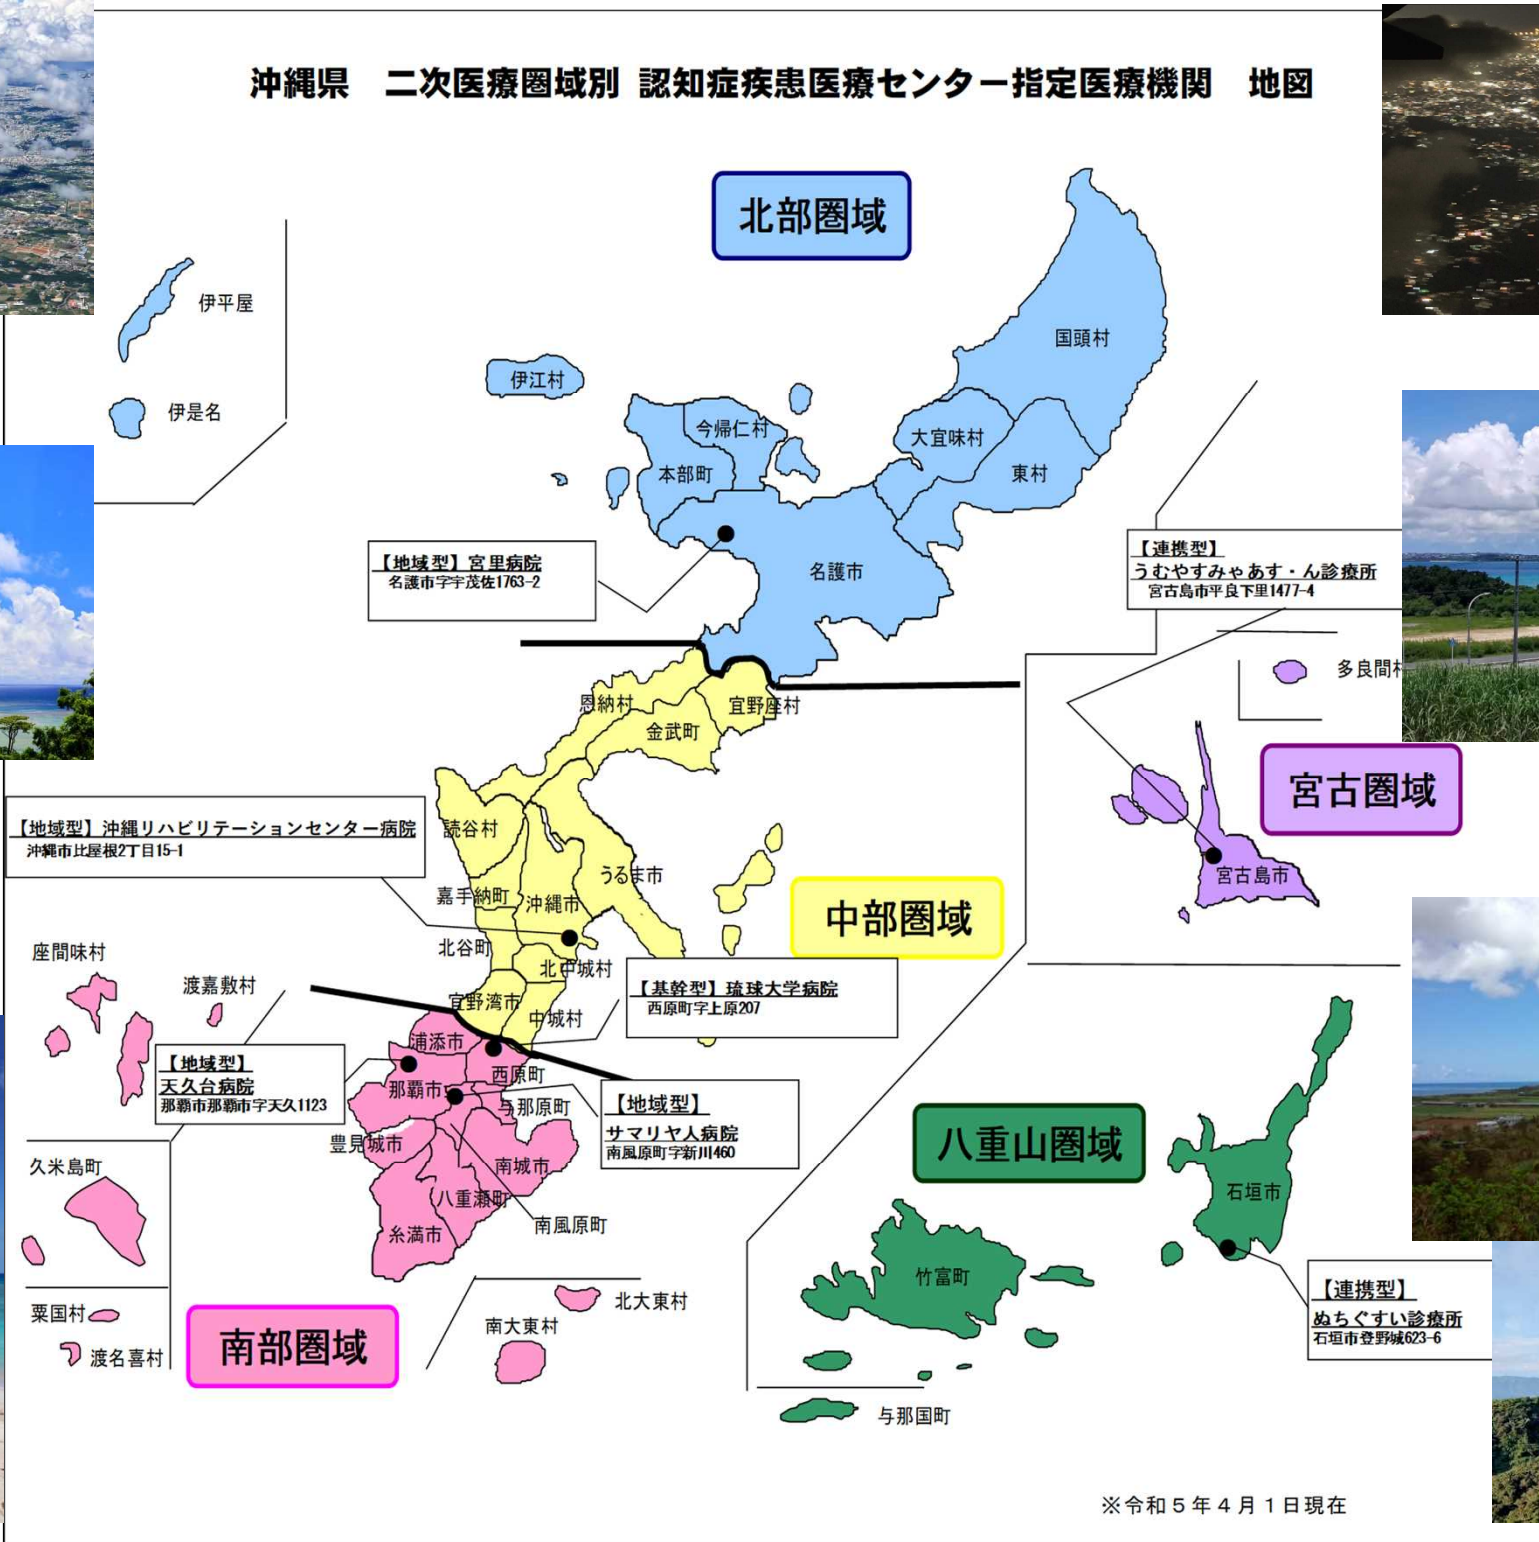 沖縄県　二次医療圏域別 認知症疾患医療センター指定医療機関　地図
北部圏域
伊平屋
伊是名
国頭村
伊江村
今帰仁村
大宜味村
本部町
東村
名護市
【地域型】宮里病院
名護市字宇茂佐1763-2
【連携型】
うむやすみゃあす・ん診療所
宮古島市平良下里1477-4
多良間村
恩納村
宜野座村
金武町
宮古圏域
宮古島市
【地域型】沖縄リハビリテーションセンター病院
沖縄市比屋根2丁目15-1
読谷村
うるま市
嘉手納町
沖縄市
中部圏域
北谷町
北中城村
座間味村
渡嘉敷村
宜野湾市
中城村
【基幹型】琉球大学病院
西原町字上原207
浦添市
【地域型】
天久台病院
那覇市那覇市字天久1123
西原町
那覇市
与那原町
【地域型】
サマリヤ人病院
南風原町字新川460
豊見城市
南城市
八重山圏域
久米島町
八重瀬町
石垣市
糸満市
南風原町
竹富町
【連携型】
ぬちぐすい診療所
石垣市登野城623-6
粟国村
北大東村
南大東村
渡名喜村
南部圏域
与那国町
※令和５年４月１日現在